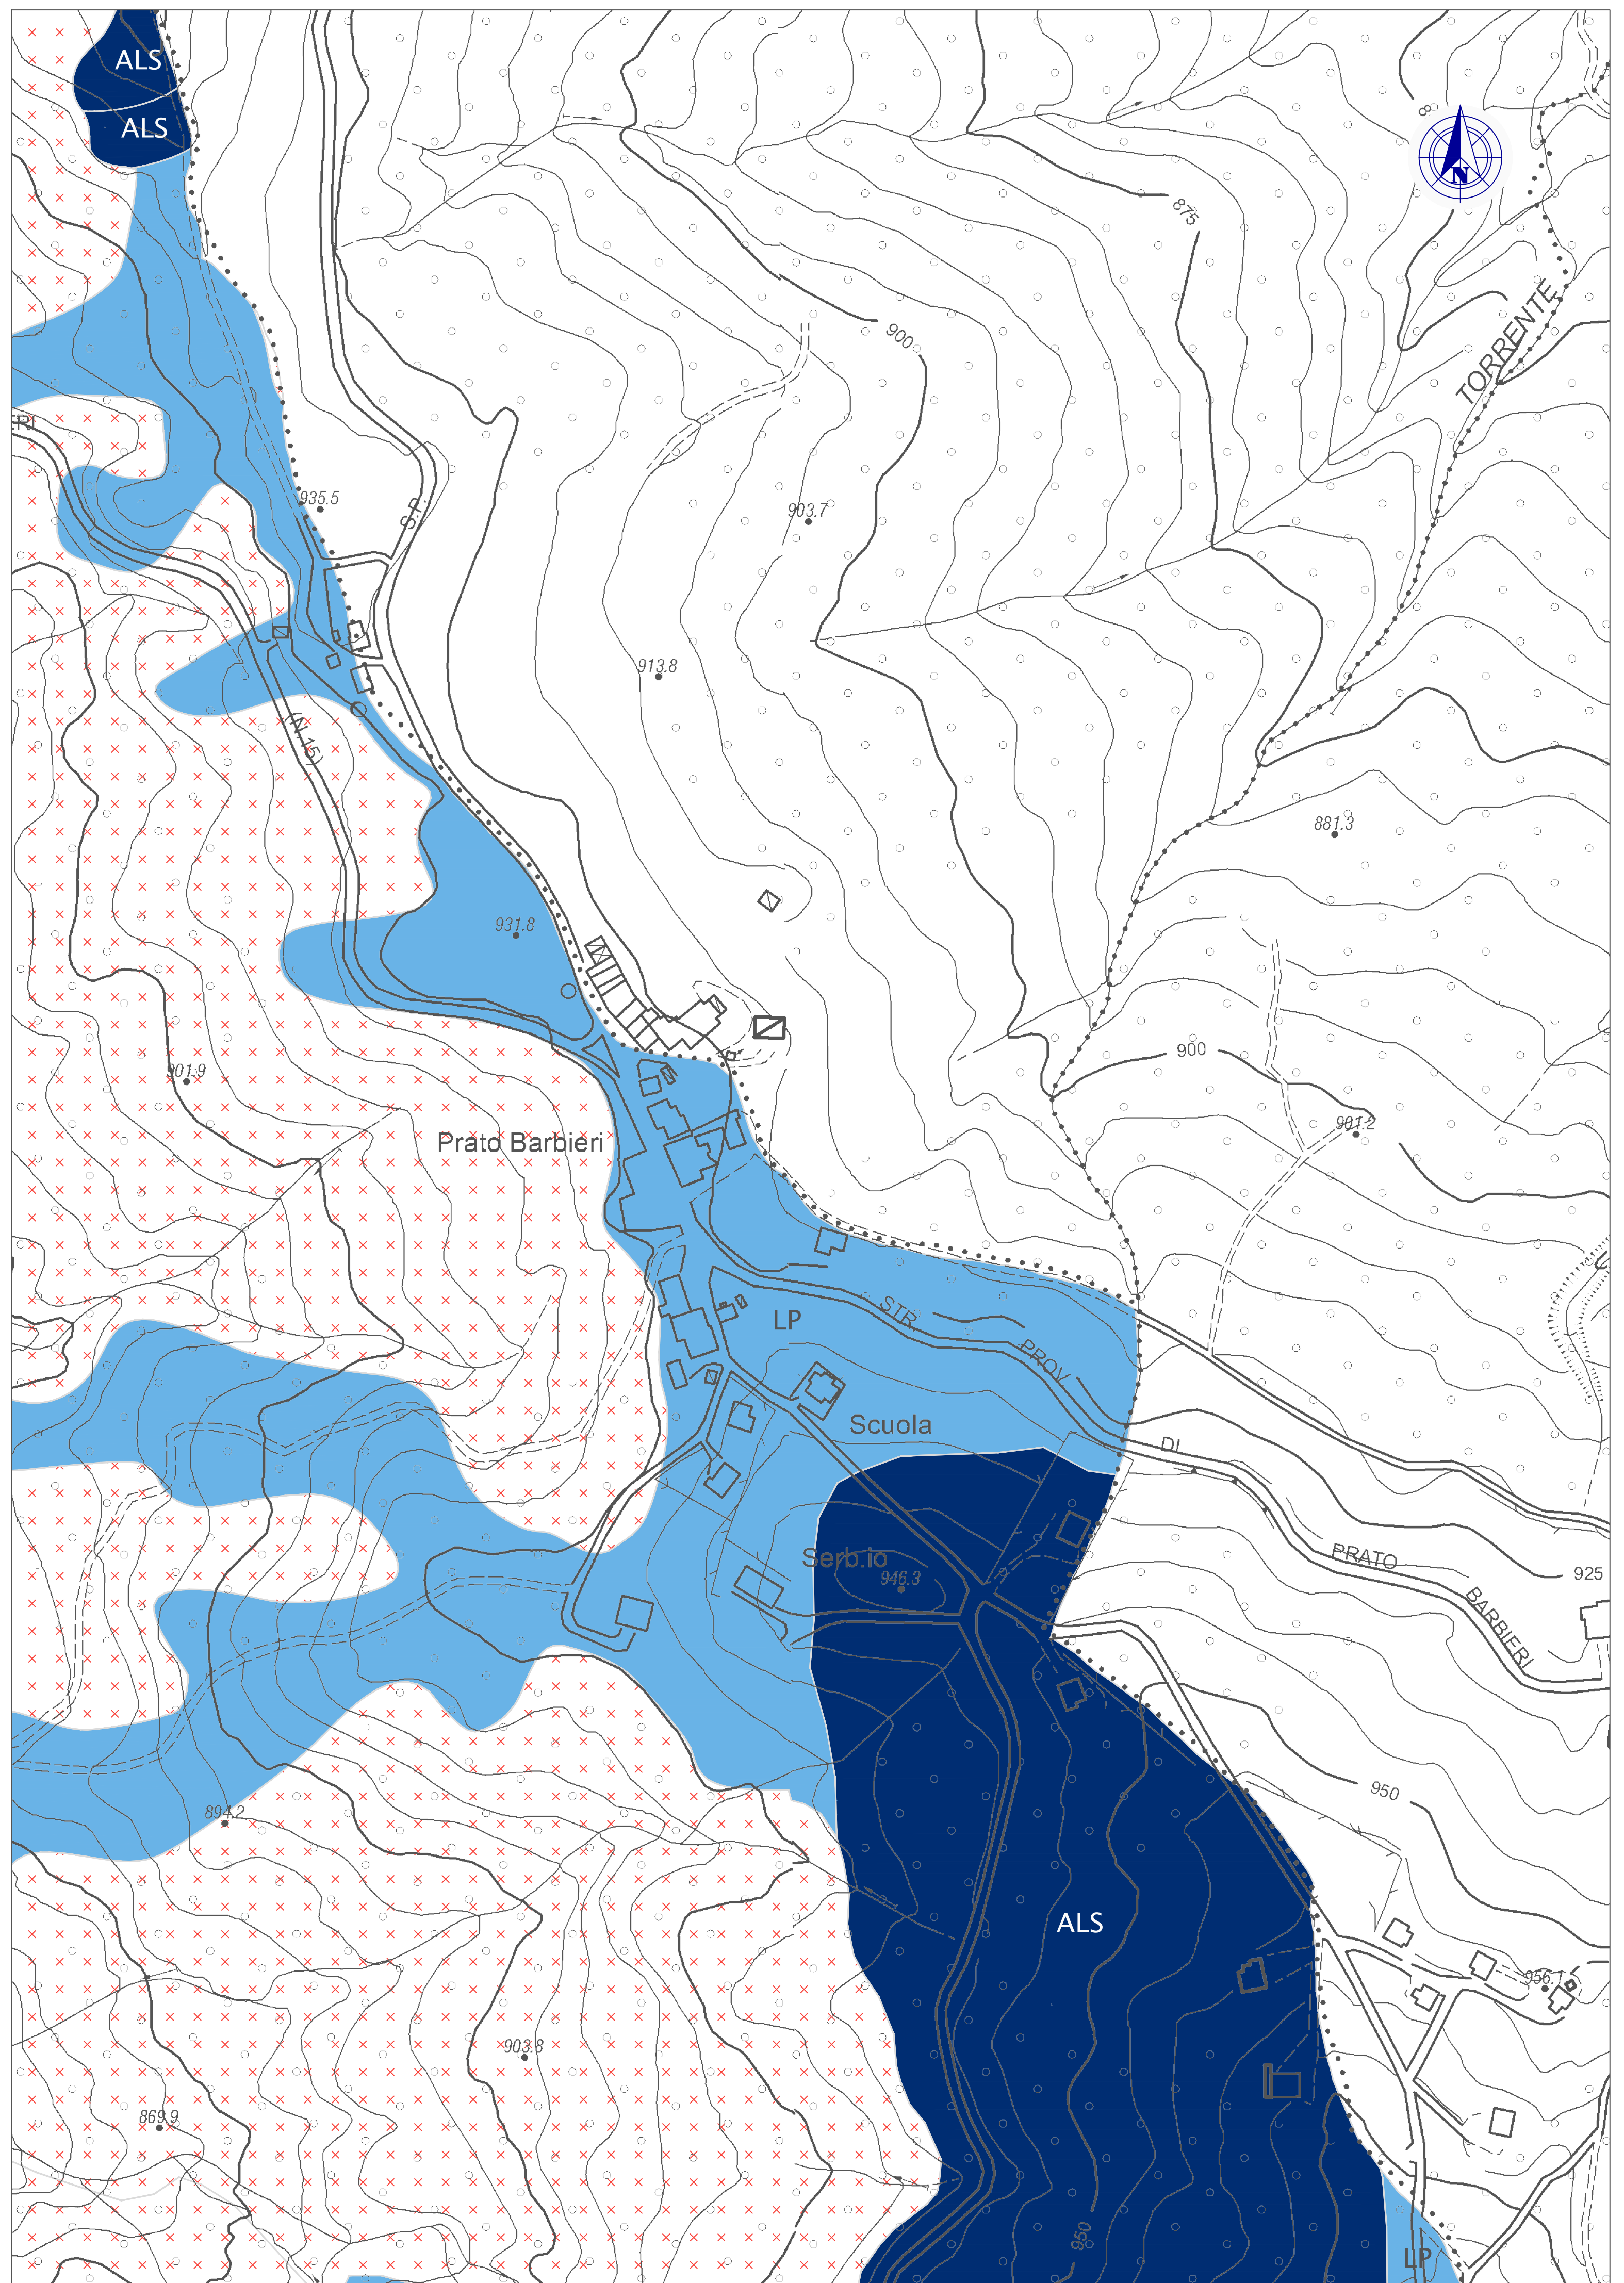 ALS
ALS
8
N
875
TORRENTE
900
ERI
935.5
S.P.
903.7
913.8
(N.15)
881.3
931.8
900
901.9
901.2
Prato Barbieri
LP
STR.
PROV.
Scuola
DI
Serb.io
PRATO
946.3
925
BARBIERI
950
894.2
ALS
956.1
903.8
869.9
950
LP